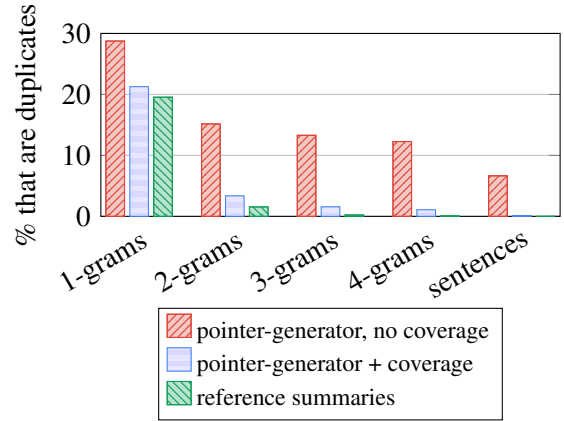 % that are duplicates
30
20
10
0
1-grams
2-grams
3-grams
4-grams
sentences
pointer-generator, no coverage
pointer-generator + coverage
reference summaries